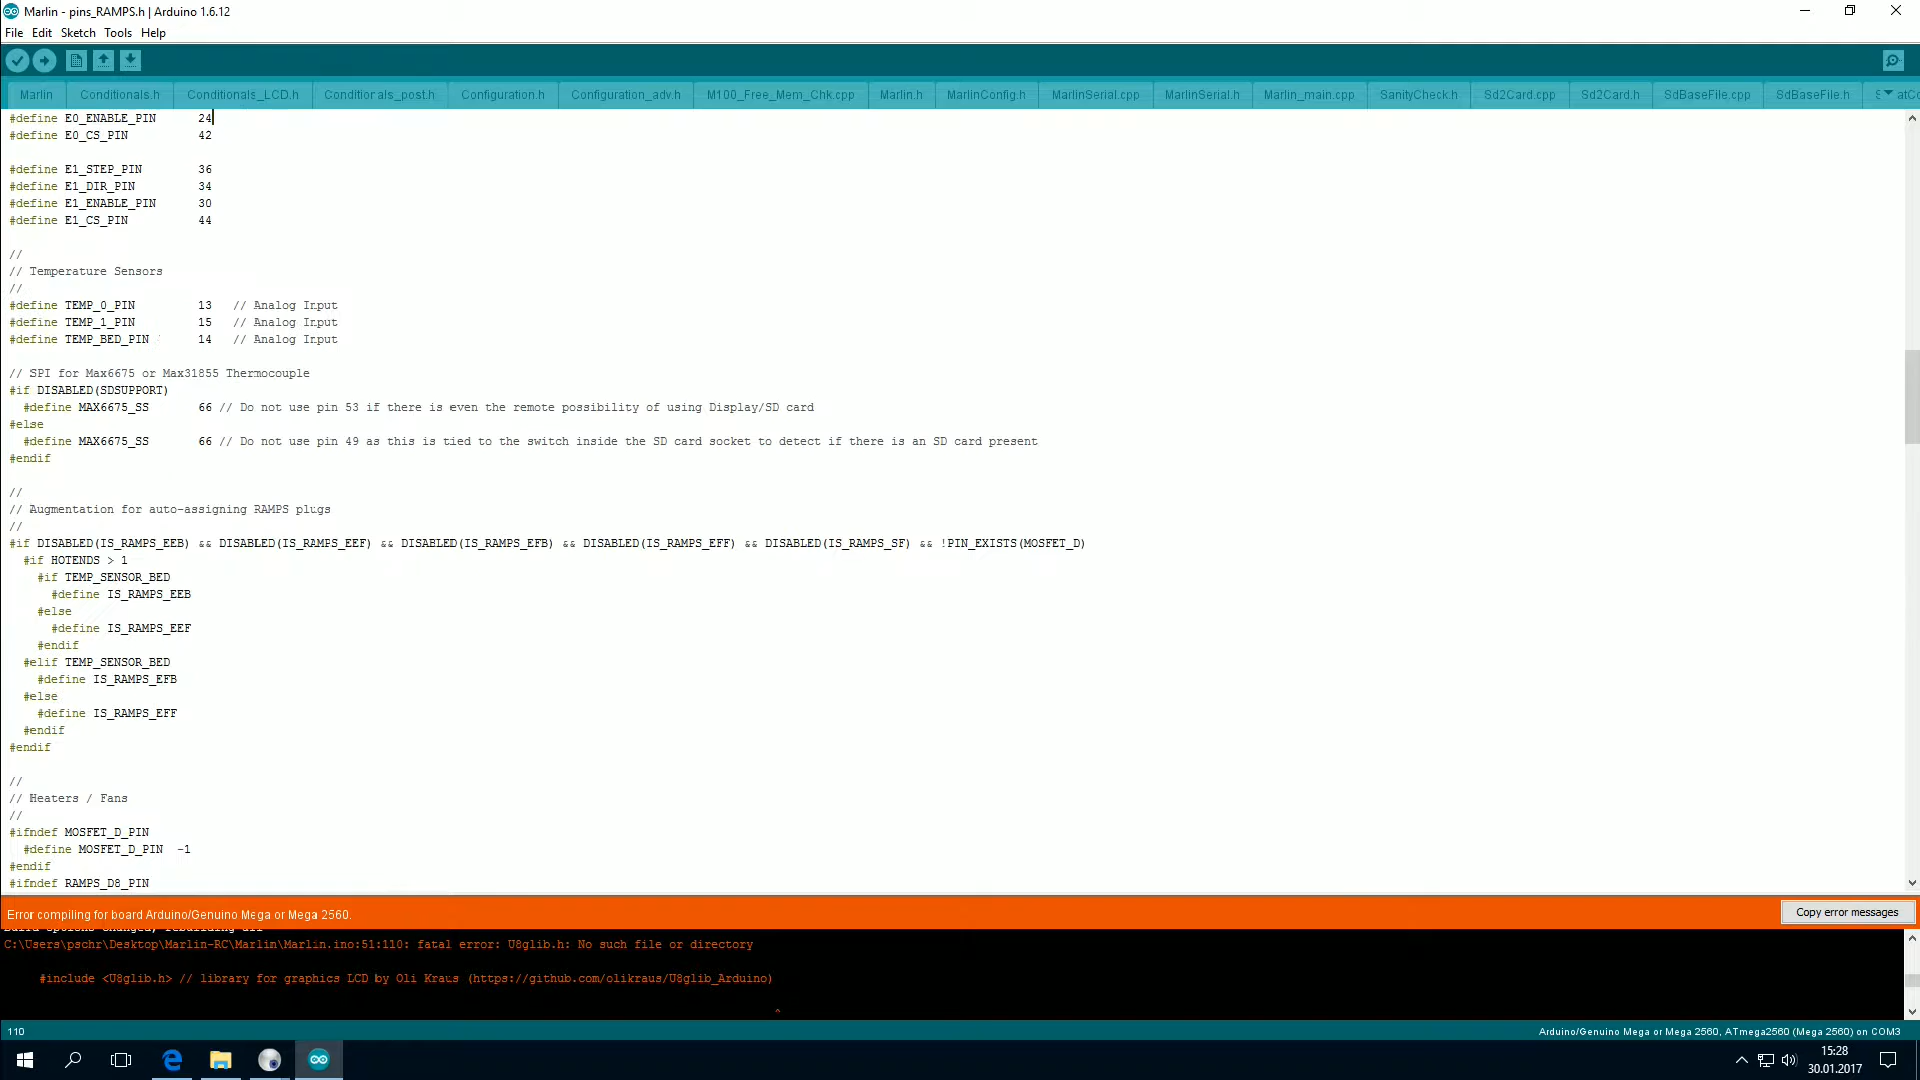 Marlin - pins_RAMPS.h | Arduino 1.6.12
File Edit Sketch Tools Help
Marlin Conditionals.h Conditionals_LCD.h Conditionals_post.h Configuration.h Configuration_adv.h M100_Free_Mem_Chk.cpp Marlin.h MarlinConfig.h MarlinSerial.cpp MarlinSerial.h Marlin_main.cpp SanityCheck.h Sd2Card.cpp Sd2Card.h SdBaseFile.cpp SdBaseFile.h
#define E0_ENABLE_PIN 24
#define E0_CS_PIN 42
#define E1_STEP_PIN 36
#define E1_DIR_PIN 34
#define E1_ENABLE_PIN 30
#define E1_CS_PIN 44
//
// Temperature Sensors
//
#define TEMP_0_PIN 13 // Analog Input
#define TEMP_1_PIN 15 // Analog Input
#define TEMP_BED_PIN 14 // Analog Input
// SPI for Max6675 or Max31855 Thermocouple
#if DISABLED(SDSUPPORT)
#define MAX6675_SS 66 // Do not use pin 53 if there is even the remote possibility of using Display/SD card
#else
#define MAX6675_SS 66 // Do not use pin 49 as this is tied to the switch inside the SD card socket to detect if there is an SD card present
#endif
//
// Augmentation for auto-assigning RAMPS plugs
//
#if DISABLED(IS_RAMPS_EEB) && DISABLED(IS_RAMPS_EEF) && DISABLED(IS_RAMPS_EFB) && DISABLED(IS_RAMPS_EFF) && DISABLED(IS_RAMPS_SF) && !PIN_EXISTS(MOSFET_D)
#if HOTENDS > 1
#if TEMP_SENSOR_BED
#define IS_RAMPS_EEB
#else
#define IS_RAMPS_EEF
#endif
#elif TEMP_SENSOR_BED
#define IS_RAMPS_EFB
#else
#define IS_RAMPS_EFF
#endif
#endif
//
// Heaters / Fans
//
#ifndef MOSFET_D_PIN
#define MOSFET_D_PIN -1
#endif
#ifndef RAMPS_D8_PIN
Error compiling for board Arduino/Genuino Mega or Mega 2560.
Copy error messages
Build options changed, rebuilding all
C:\Users\pschr\Desktop\Marlin-RC\Marlin\Marlin.ino:51:110: fatal error: U8glib.h: No such file or directory
#include <U8glib.h> // library for graphics LCD by Oli Kraus (https://github.com/olikraus/U8glib_Arduino)
^
110
Arduino/Genuino Mega or Mega 2560, ATmega2560 (Mega 2560) on COM3
15:28
30.01.2017